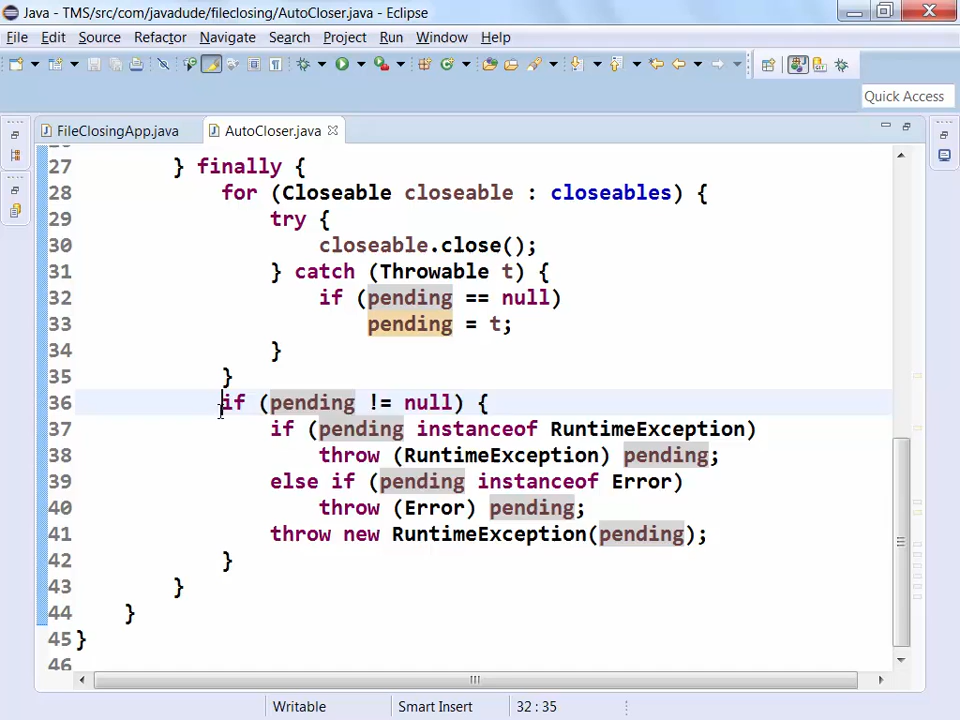 Java - TMS/src/com/javadude/fileclosing/AutoCloser.java - Eclipse
File Edit Source Refactor Navigate Search Project Run Window Help
Quick Access
FileClosingApp.java AutoCloser.java
27 } finally {
28 for (Closeable closeable : closeables) {
29 try {
30 closeable.close();
31 } catch (Throwable t) {
32 if (pending == null)
33 pending = t;
34 }
35 }
36 if (pending != null) {
37 if (pending instanceof RuntimeException)
38 throw (RuntimeException) pending;
39 else if (pending instanceof Error)
40 throw (Error) pending;
41 throw new RuntimeException(pending);
42 }
43 }
44 }
45 }
46
Writable Smart Insert 32 : 35